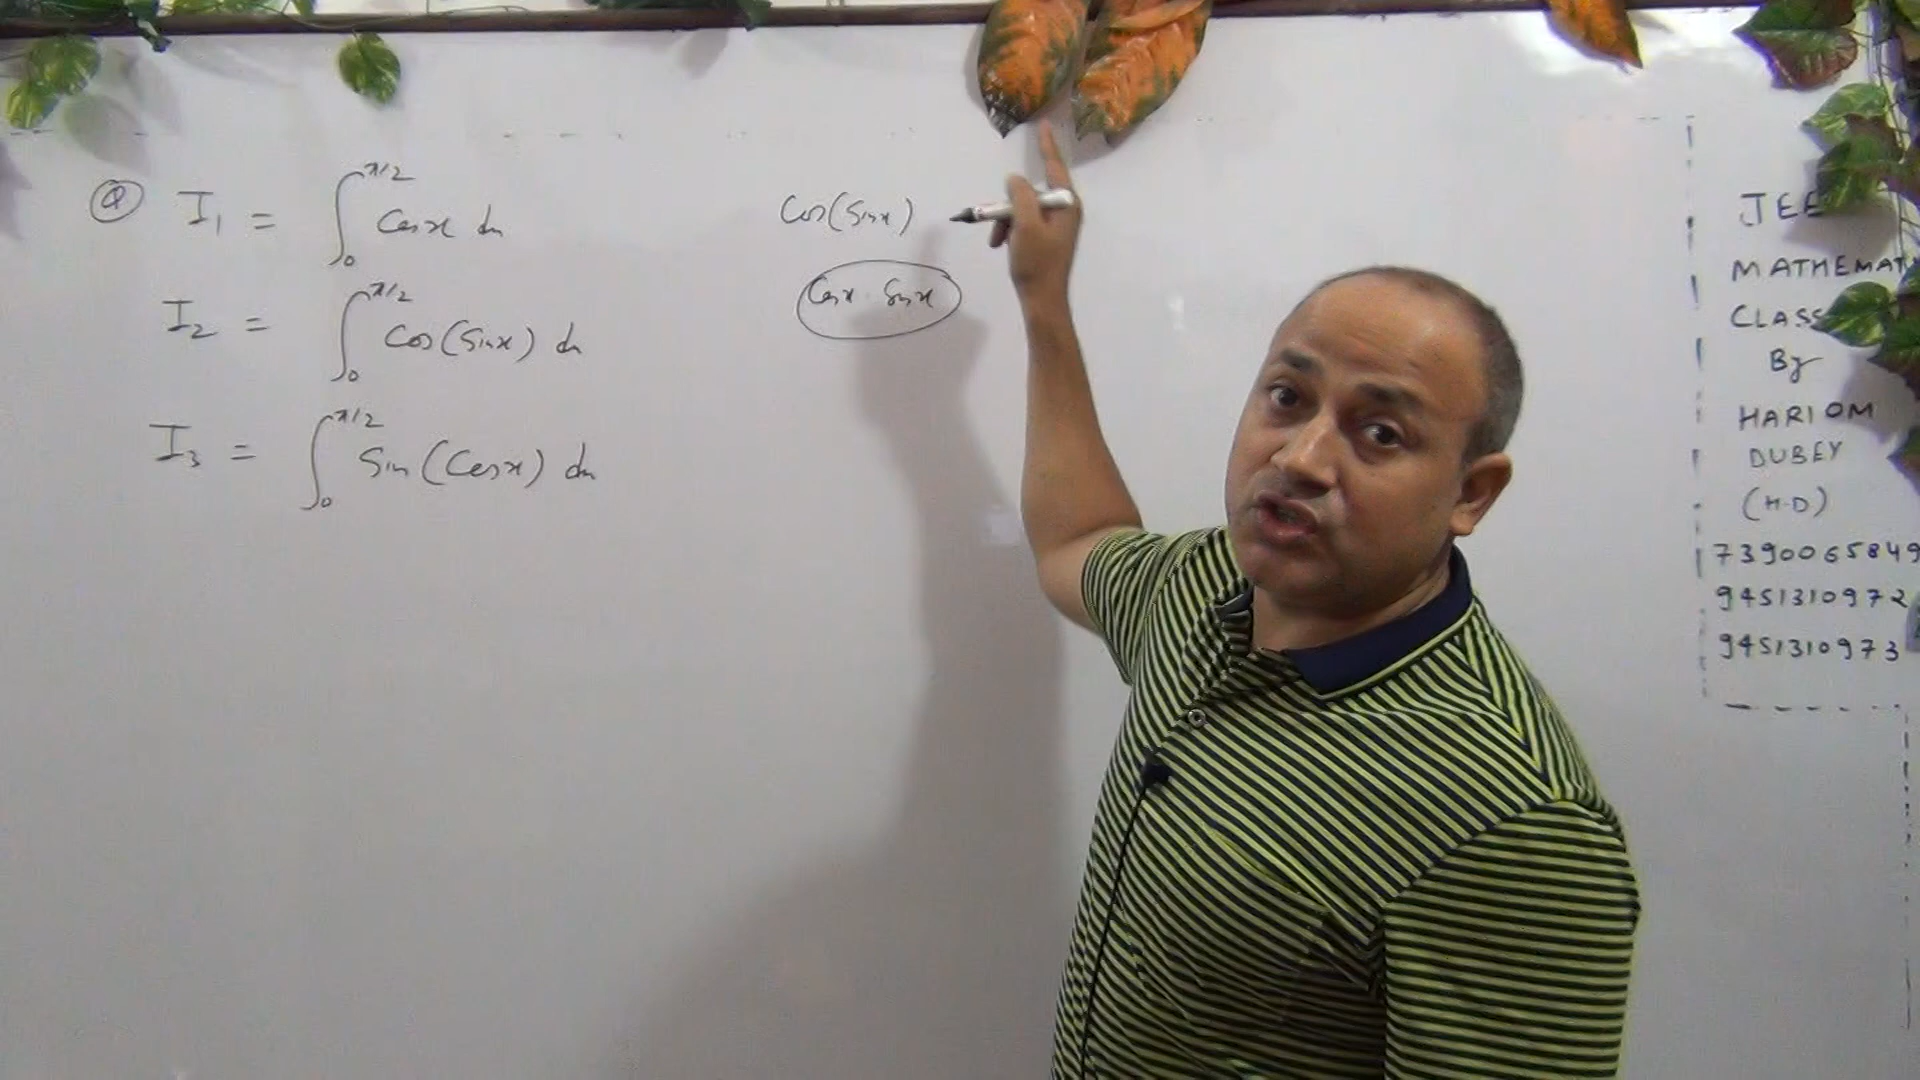 Q I₁ = ∫₀^π/2 Cosx dx
I₂ = ∫₀^π/2 Cos(Sinx) dx
I₃ = ∫₀^π/2 Sin(Cosx) dx
Cos(Sinx)
Cosx · Sinx
JEE
MATHEMAT
CLASS
By
HARIOM
DUBEY
(H.D)
7390065849
9451310972
9451310973